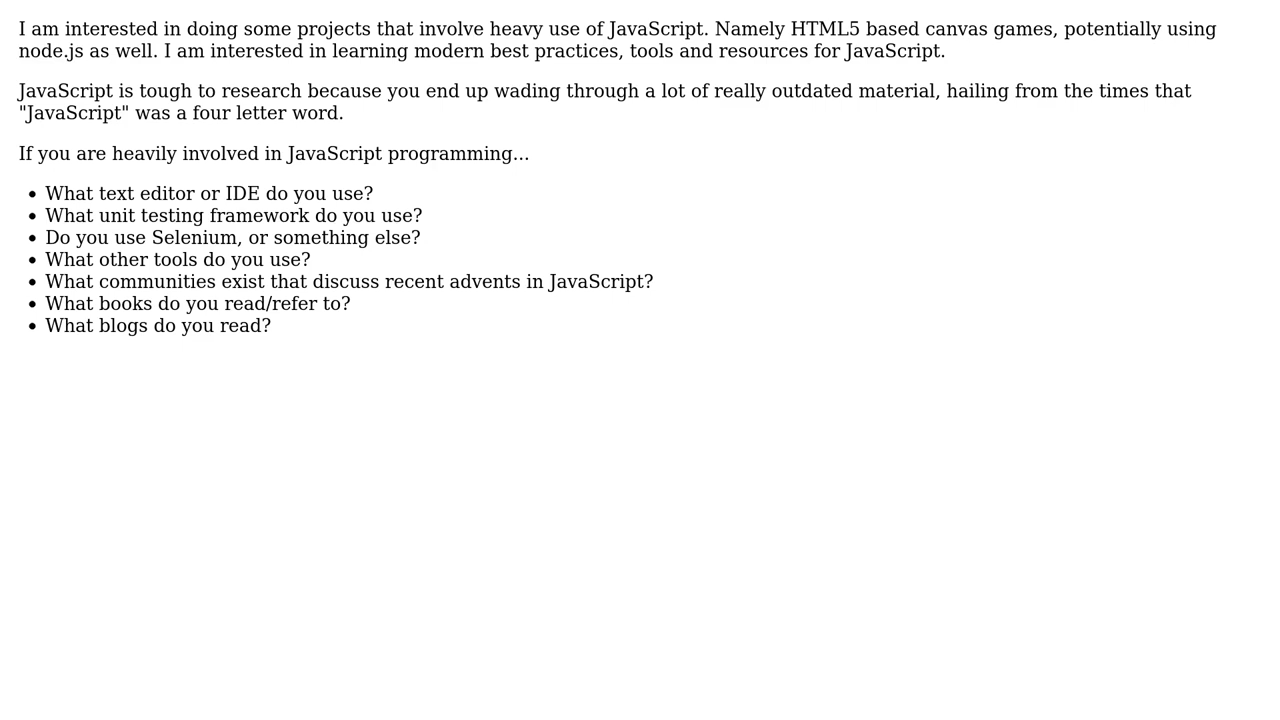 I am interested in doing some projects that involve heavy use of JavaScript. Namely HTML5 based canvas games, potentially using
node.js as well. I am interested in learning modern best practices, tools and resources for JavaScript.
JavaScript is tough to research because you end up wading through a lot of really outdated material, hailing from the times that
"JavaScript" was a four letter word.
If you are heavily involved in JavaScript programming...
• What text editor or IDE do you use?
• What unit testing framework do you use?
• Do you use Selenium, or something else?
• What other tools do you use?
• What communities exist that discuss recent advents in JavaScript?
• What books do you read/refer to?
• What blogs do you read?